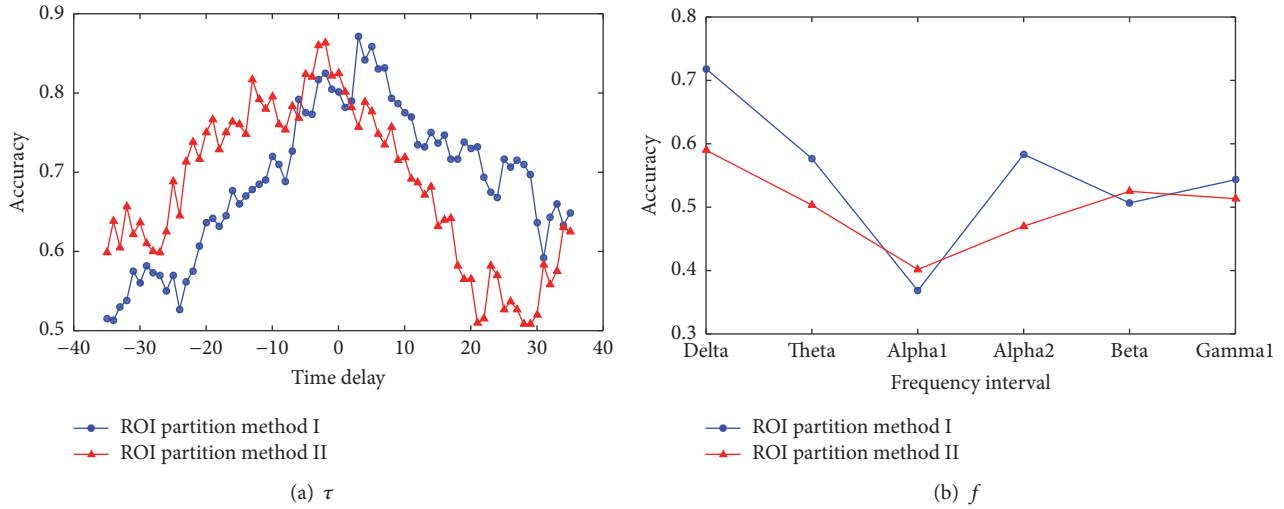 0.9
0.8
0.7
0.6
0.5
Accuracy
−40 −30 −20 −10 0 10 20 30 40
Time delay
ROI partition method I
ROI partition method II
(a) τ
0.8
0.7
0.6
0.5
0.4
0.3
Accuracy
Delta Theta Alpha1 Alpha2 Beta Gamma1
Frequency interval
ROI partition method I
ROI partition method II
(b) f